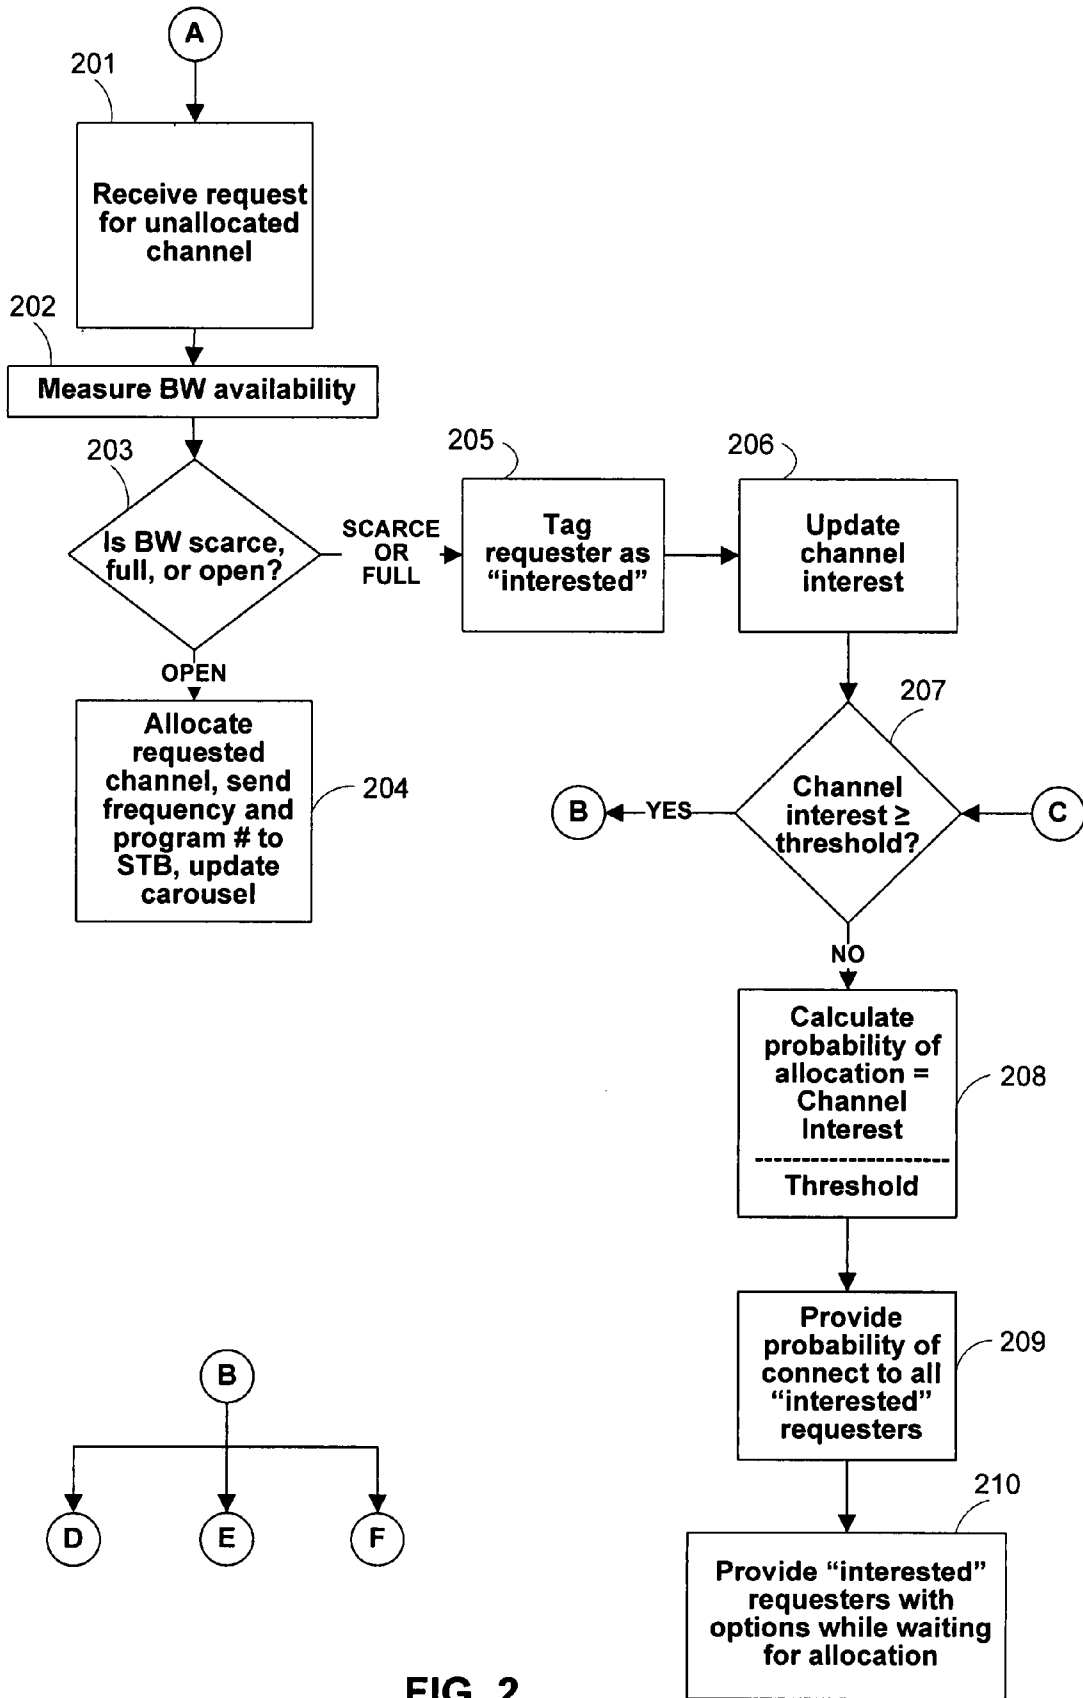 A
201
Receive request
for unallocated
channel
202
Measure BW availability
203
Is BW scarce,
full, or open?
SCARCE
OR
FULL
OPEN
Allocate
requested
channel, send
frequency and
program # to
STB, update
carousel
204
205
Tag
requester as
“interested”
206
Update
channel
interest
207
Channel
interest ≥
threshold?
YES
B
C
NO
Calculate
probability of
allocation =
Channel
Interest
--------------------
Threshold
208
Provide
probability of
connect to all
“interested”
requesters
209
210
Provide “interested”
requesters with
options while waiting
for allocation
B
D
E
F
FIG. 2